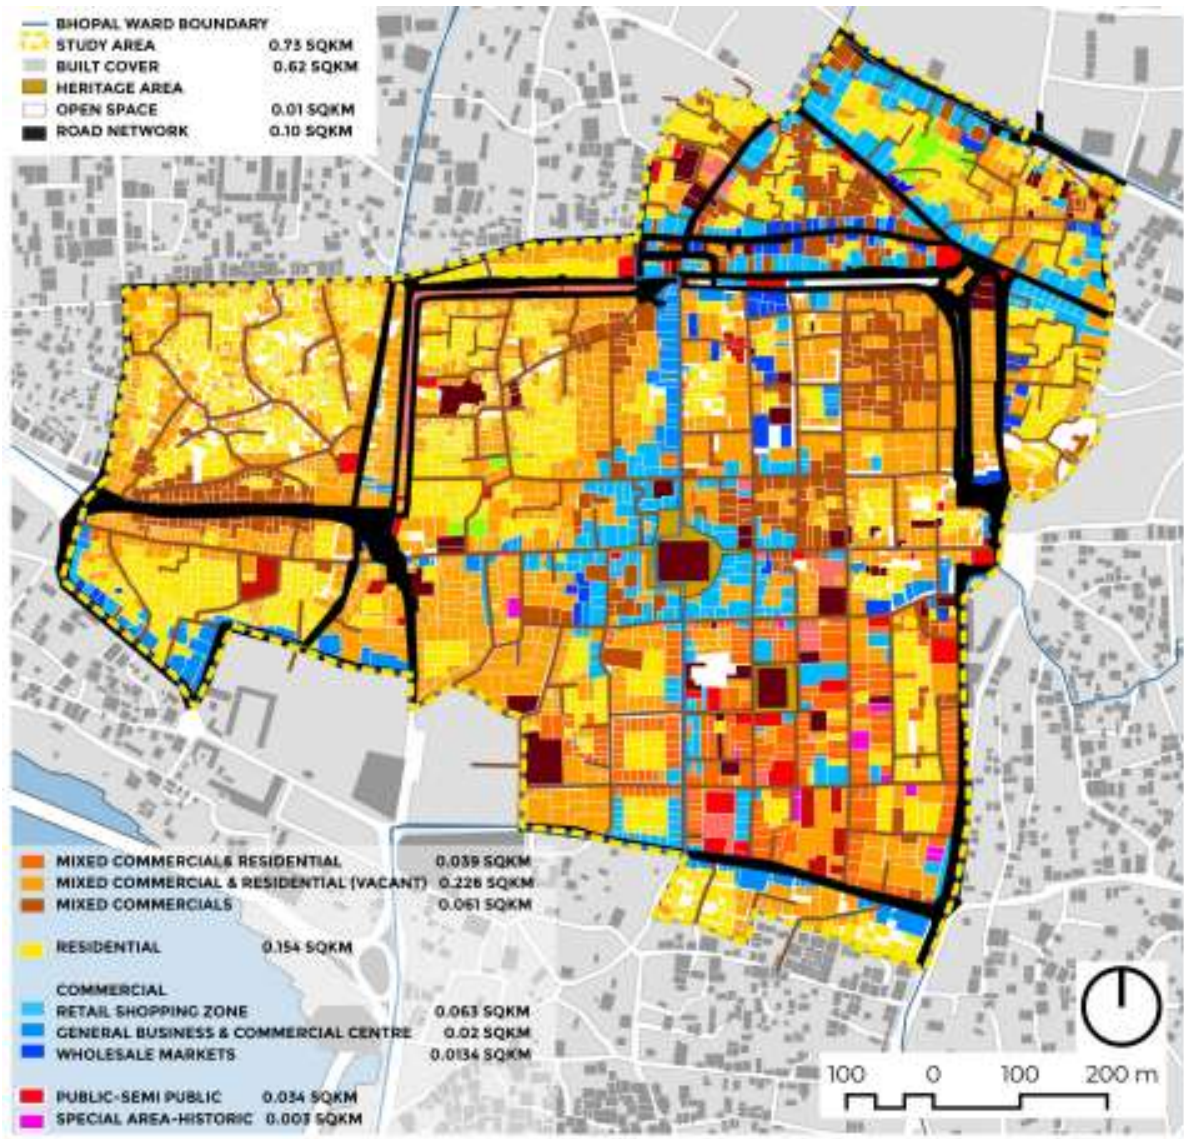 BHOPAL WARD BOUNDARY
STUDY AREA 0.73 SQKM
BUILT COVER 0.62 SQKM
HERITAGE AREA
OPEN SPACE 0.01 SQKM
ROAD NETWORK 0.10 SQKM
MIXED COMMERCIAL& RESIDENTIAL 0.039 SQKM
MIXED COMMERCIAL & RESIDENTIAL (VACANT) 0.226 SQKM
MIXED COMMERCIALS 0.061 SQKM
RESIDENTIAL 0.154 SQKM
COMMERCIAL
RETAIL SHOPPING ZONE 0.063 SQKM
GENERAL BUSINESS & COMMERCIAL CENTRE 0.02 SQKM
WHOLESALE MARKETS 0.0134 SQKM
100 0 100 200 m
PUBLIC-SEMI PUBLIC 0.034 SQKM
SPECIAL AREA-HISTORIC 0.003 SQKM